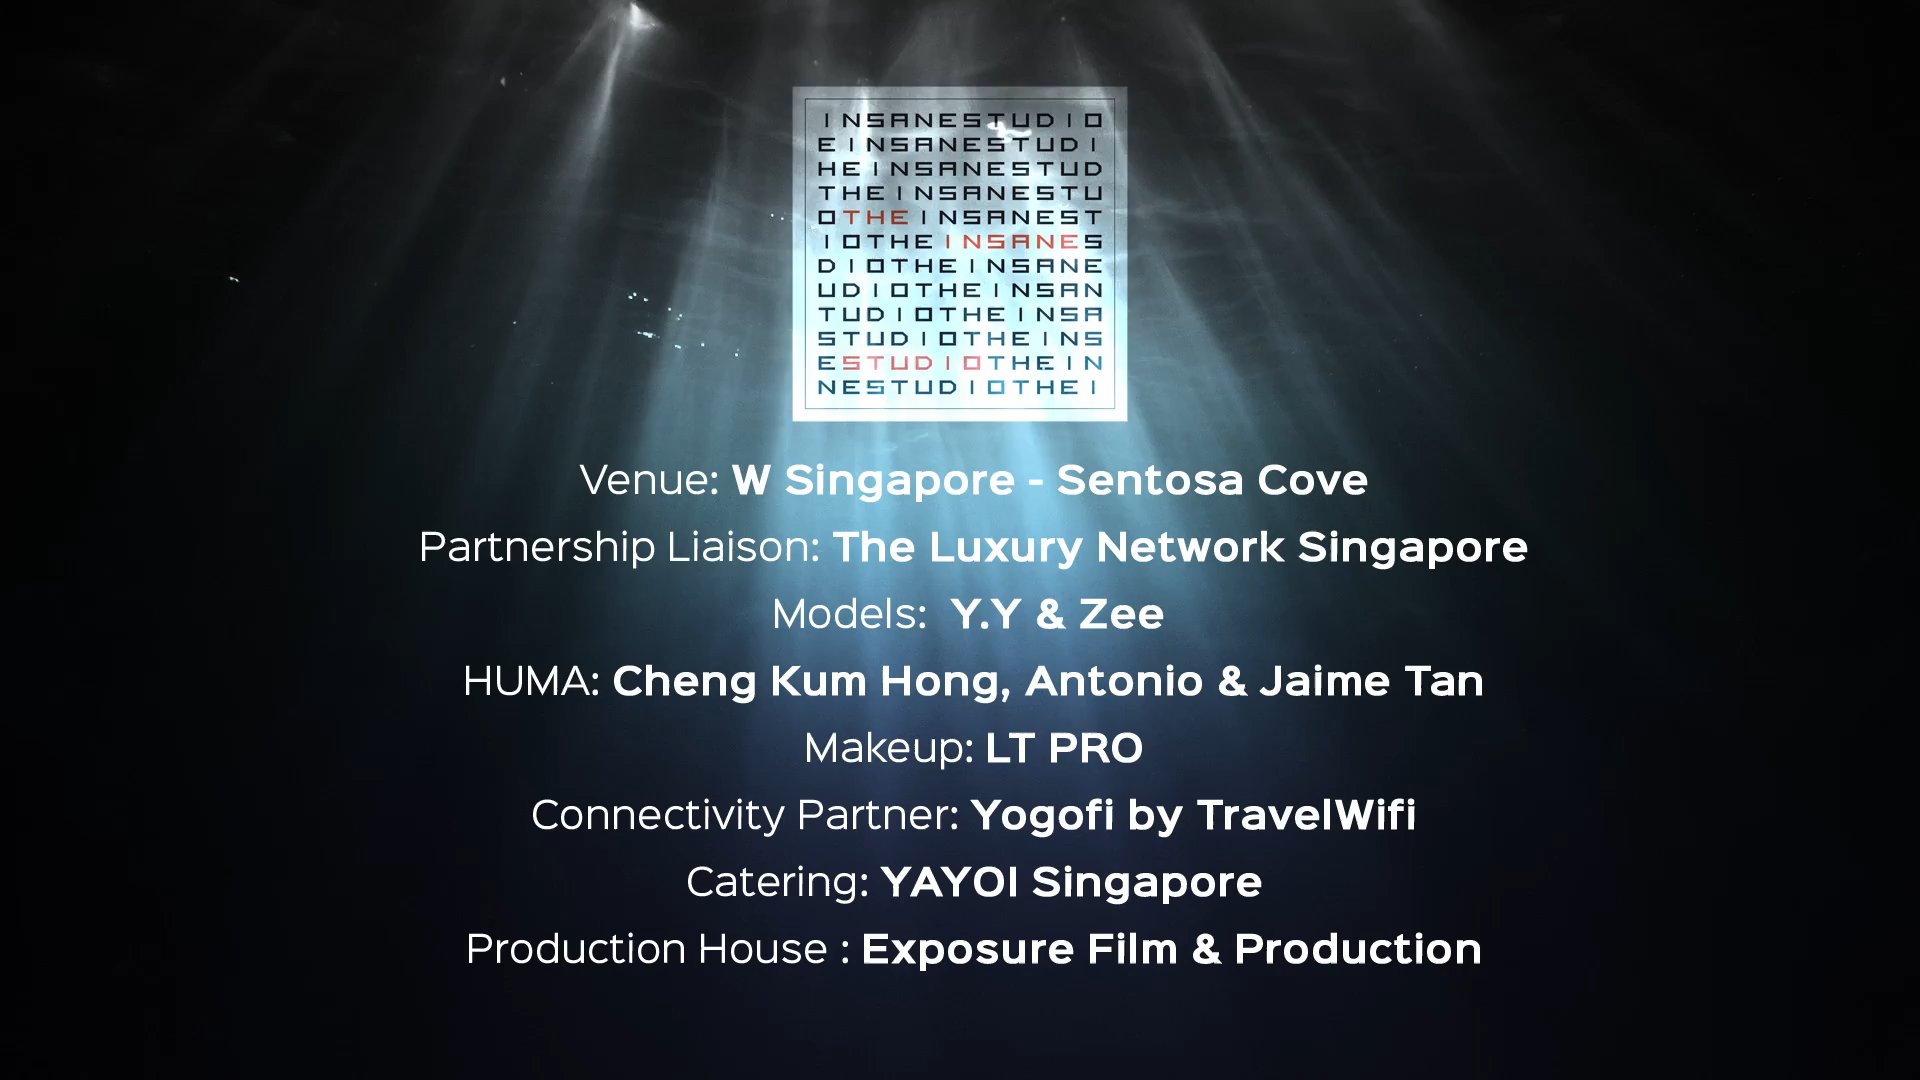 INSANESTUDIO
EINSANESTUDI
HEINSANESTUD
THEINSANESTU
OTHEINSANEST
IOTHEINSANES
DIOTHEINSANE
UDIOTHEINSAN
TUDIOTHEINSA
STUDIOTHEINS
ESTUDIOTHEIN
NESTUDIOTHEI
Venue: W Singapore - Sentosa Cove
Partnership Liaison: The Luxury Network Singapore
Models: Y.Y & Zee
HUMA: Cheng Kum Hong, Antonio & Jaime Tan
Makeup: LT PRO
Connectivity Partner: Yogofi by TravelWifi
Catering: YAYOI Singapore
Production House : Exposure Film & Production